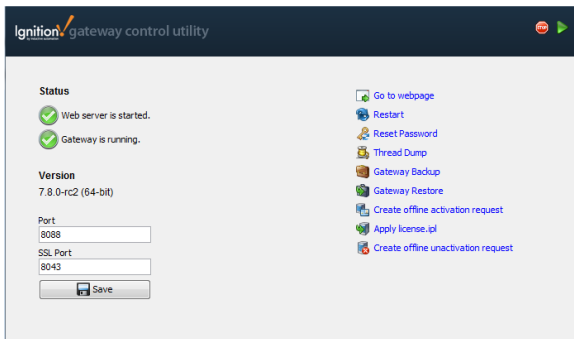 Ignition! gateway control utility
by inductive automation
STOP
Status
Web server is started.
Gateway is running.
Version
7.8.0-rc2 (64-bit)
Port
8088
SSL Port
8043
Save
Go to webpage
Restart
Reset Password
Thread Dump
Gateway Backup
Gateway Restore
Create offline activation request
Apply license.ipl
Create offline unactivation request